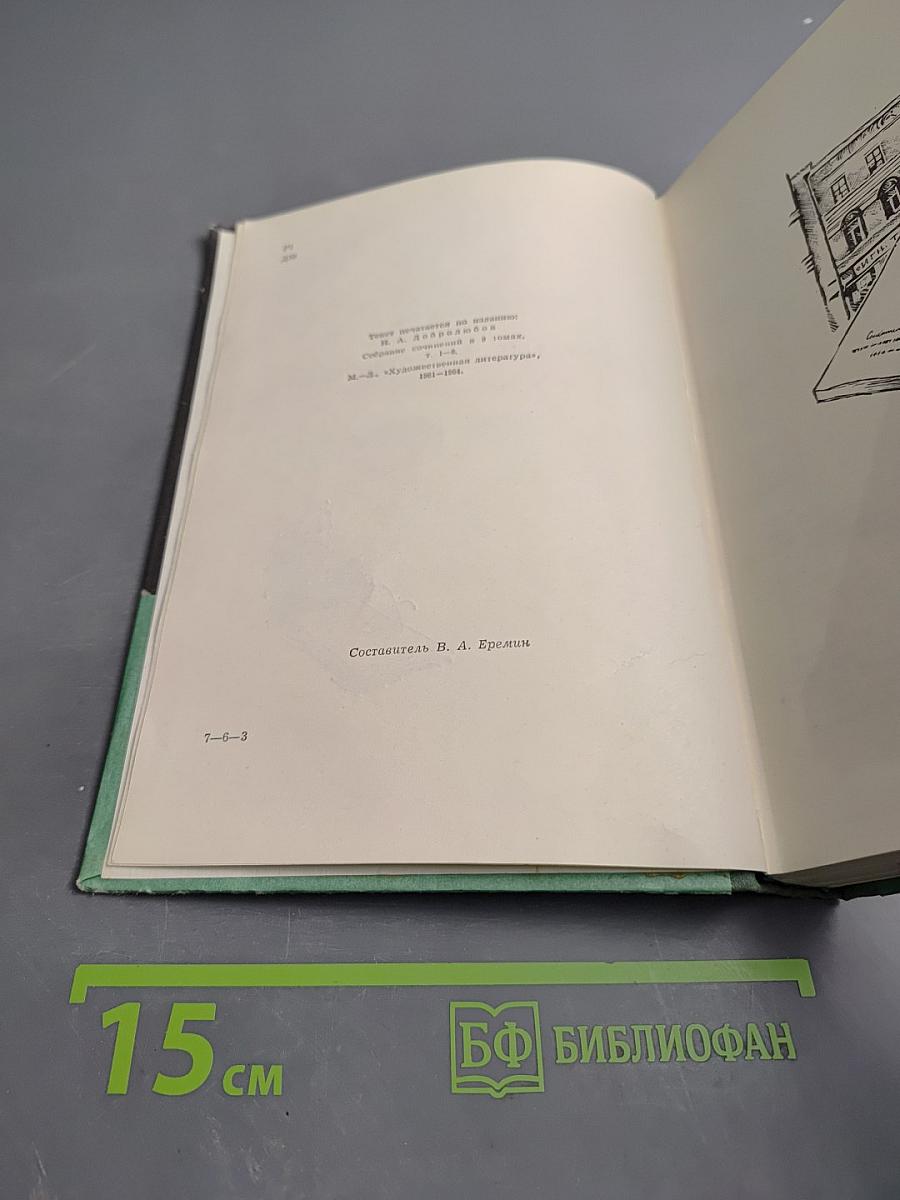 Р1
Д55
Текст печатается по изданию:
Н. А. Добролюбов
Собрание сочинений в 9 томах,
т. 1—9.
М.—Л., «Художественная литература»,
1961—1964.
Составитель В. А. Еремин
7—6—3
15 см
БФ БИБЛИОФАН